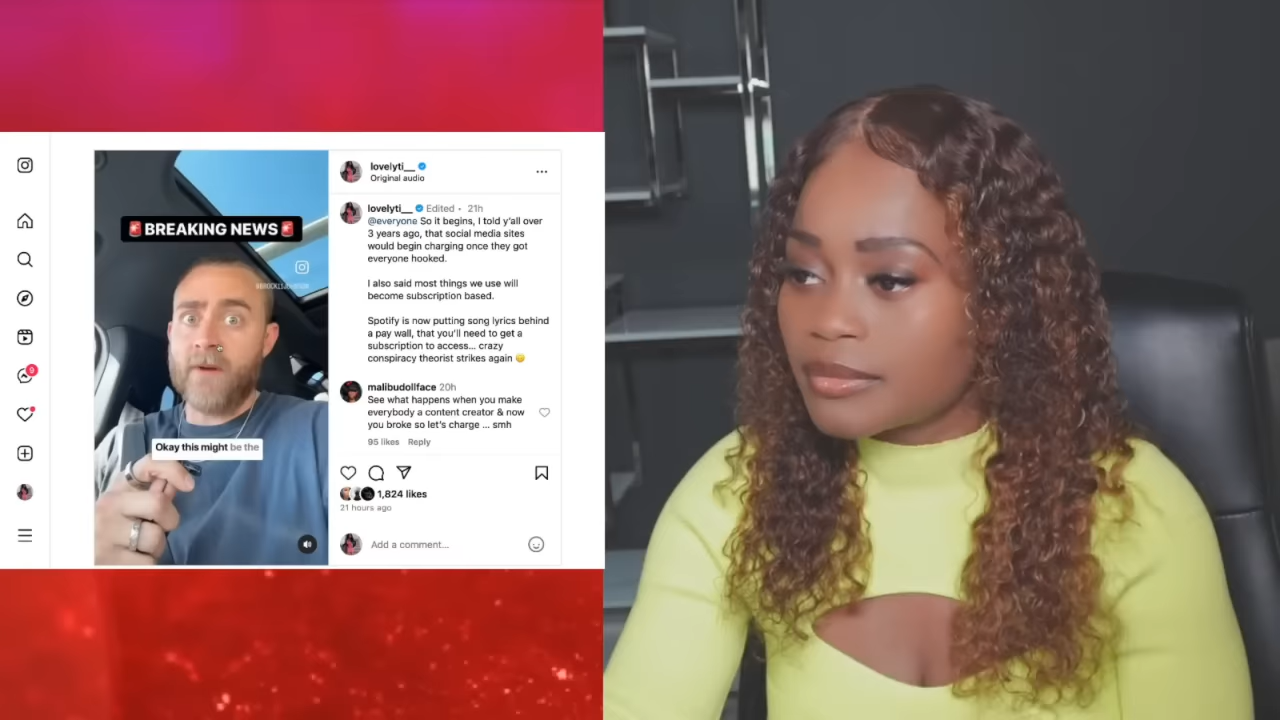 🚨BREAKING NEWS🚨
Okay this might be the
lovelyti__
Original audio
lovelyti__ Edited • 21h
@everyone So it begins, I told y'all over
3 years ago, that social media sites
would begin charging once they got
everyone hooked.
I also said most things we use will
become subscription based.
Spotify is now putting song lyrics behind
a pay wall, that you'll need to get a
subscription to access... crazy
conspiracy theorist strikes again 😞
malibudollface 20h
See what happens when you make
everybody a content creator & now
you broke so let's charge ... smh
95 likes Reply
1,824 likes
21 hours ago
Add a comment...